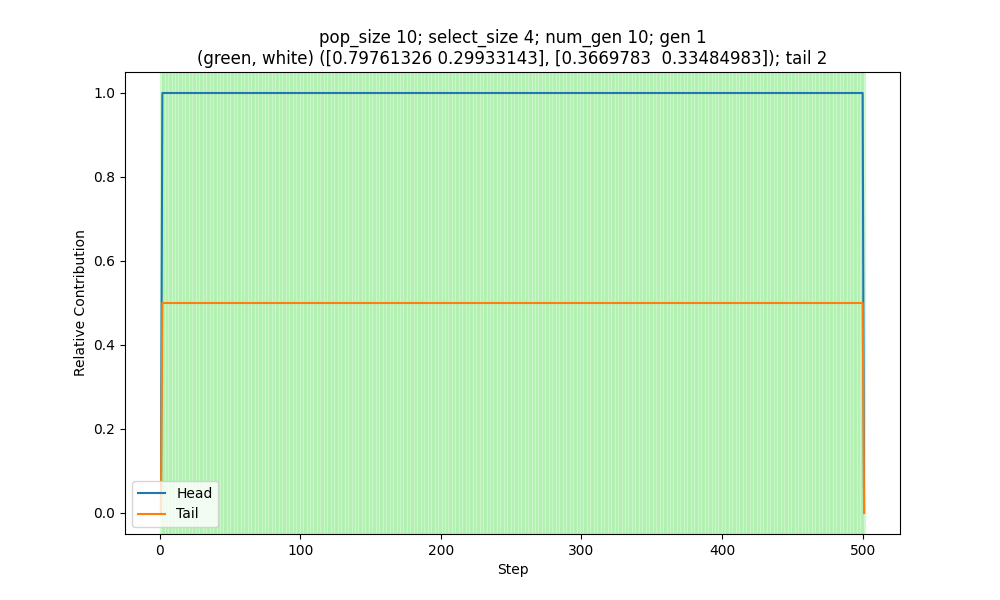 pop_size 10; select_size 4; num_gen 10; gen 1
(green, white) ([0.79761326 0.29933143], [0.3669783  0.33484983]); tail 2
1.0
0.8
0.6
0.4
0.2
0.0
Relative Contribution
Head
Tail
0 100 200 300 400 500
Step